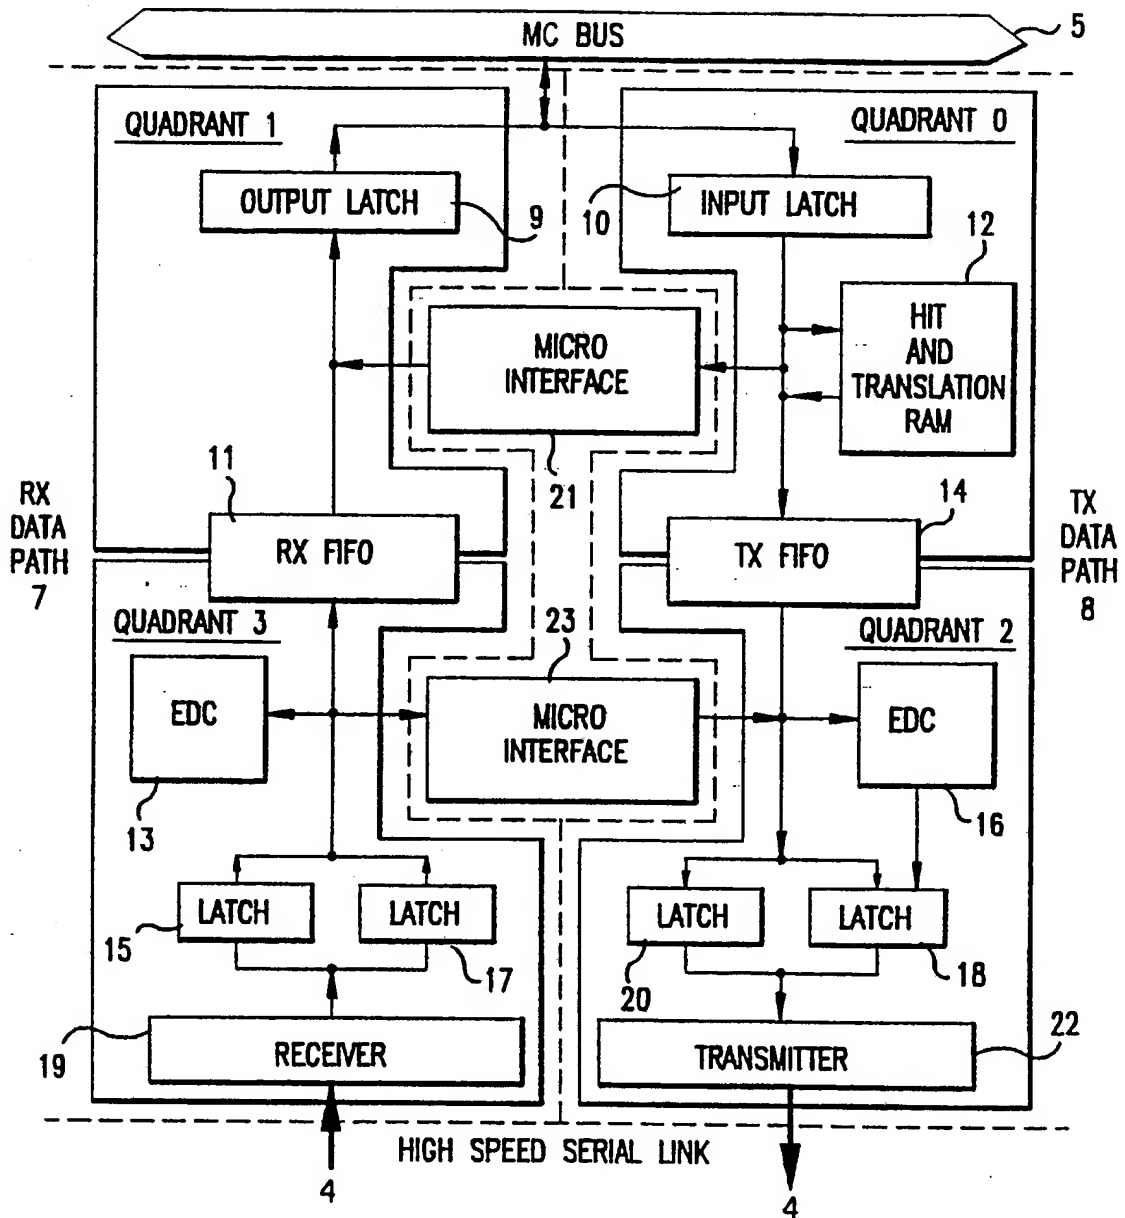 MC BUS
5
QUADRANT 1
QUADRANT 0
OUTPUT LATCH
9
10
INPUT LATCH
12
HIT
AND
TRANSLATION
RAM
MICRO
INTERFACE
21
11
RX
DATA
PATH
7
RX FIFO
TX FIFO
14
TX
DATA
PATH
8
QUADRANT 3
23
QUADRANT 2
EDC
13
MICRO
INTERFACE
EDC
16
LATCH
15
LATCH
17
LATCH
20
LATCH
18
19
RECEIVER
TRANSMITTER
22
HIGH SPEED SERIAL LINK
4
4